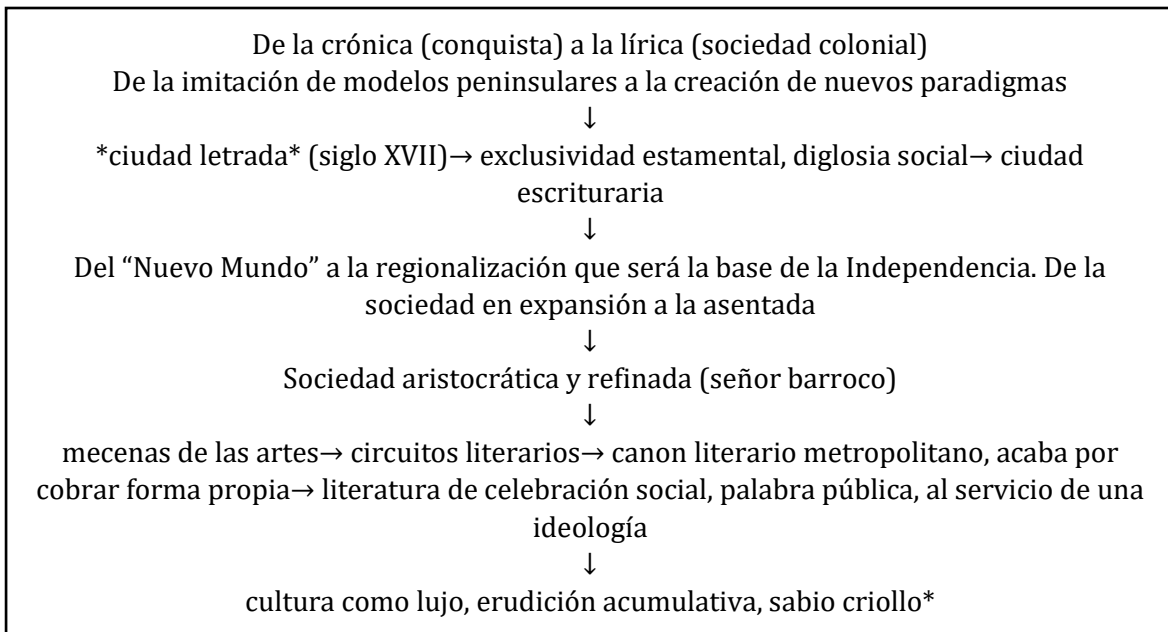 De la crónica (conquista) a la lírica (sociedad colonial)
De la imitación de modelos peninsulares a la creación de nuevos paradigmas
↓
*ciudad letrada* (siglo XVII)→ exclusividad estamental, diglosia social→ ciudad
escrituraria
↓
Del “Nuevo Mundo” a la regionalización que será la base de la Independencia. De la
sociedad en expansión a la asentada
↓
Sociedad aristocrática y refinada (señor barroco)
↓
mecenas de las artes→ circuitos literarios→ canon literario metropolitano, acaba por
cobrar forma propia→ literatura de celebración social, palabra pública, al servicio de una
ideología
↓
cultura como lujo, erudición acumulativa, sabio criollo*